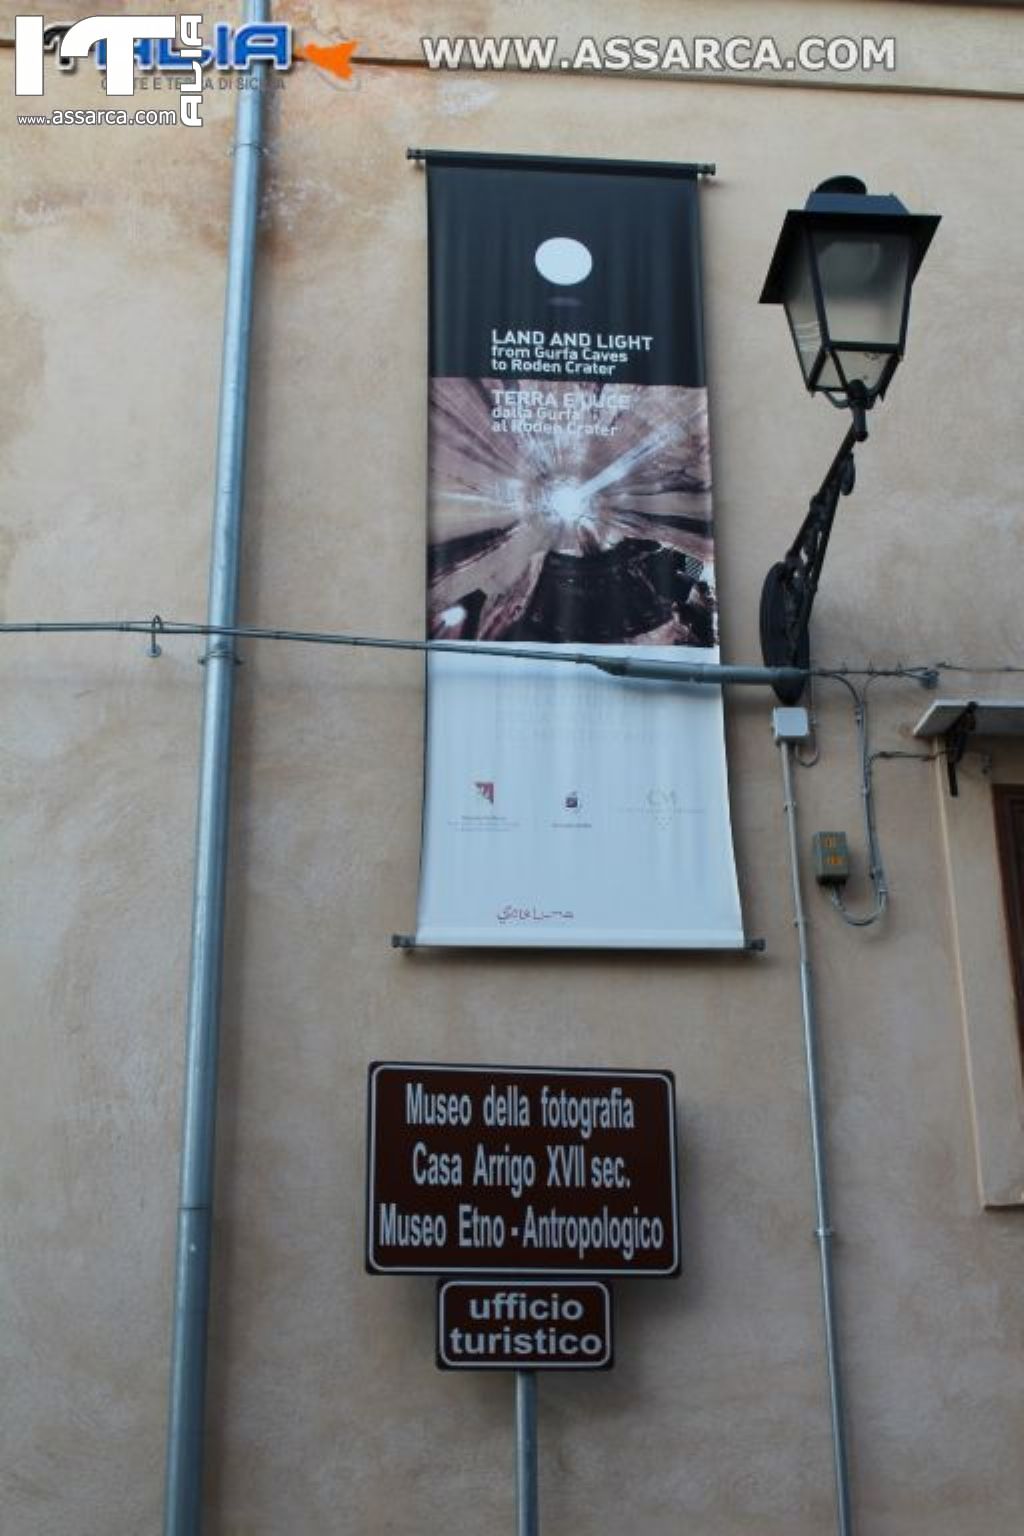 ITALIA
WWW.ASSARCA.COM
www.assarca.com
LAND AND LIGHT
from Gurfa Caves
to Roden Crater
TERRA E LUCE
dalla Gurfa
al Roden Crater
Museo della fotografia
Casa Arrigo XVII sec.
Museo Etno - Antropologico
ufficio
turistico